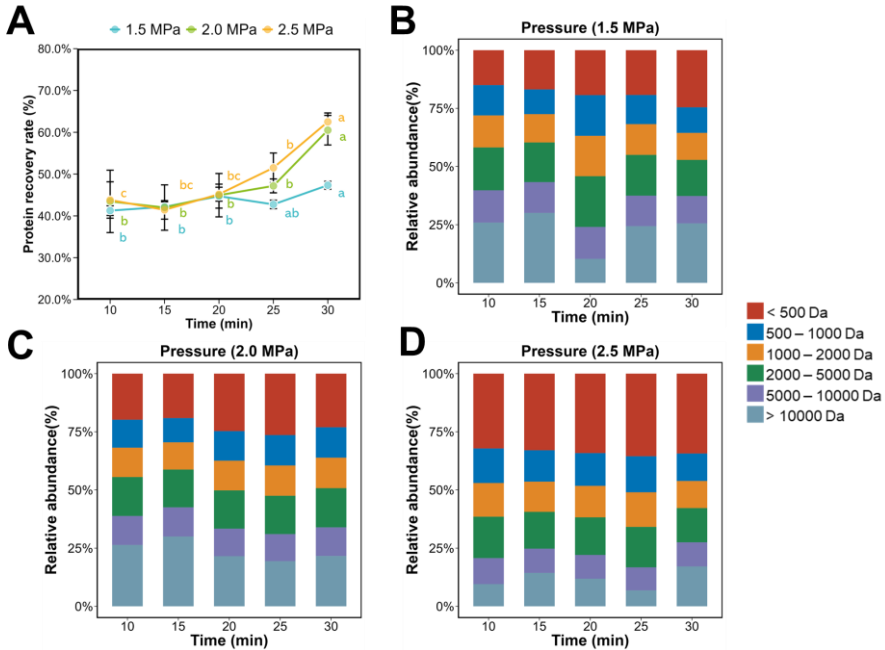 A
1.5 MPa 2.0 MPa 2.5 MPa
80.0%
70.0%
60.0%
50.0%
40.0%
30.0%
20.0%
Protein recovery rate (%)
c
b
b
bc
b
b
bc
b
b
b
b
ab
a
a
a
10 15 20 25 30
Time (min)
B
Pressure (1.5 MPa)
100%
75%
50%
25%
0%
Relative abundance(%)
10 15 20 25 30
Time (min)
C
Pressure (2.0 MPa)
100%
75%
50%
25%
0%
Relative abundance(%)
10 15 20 25 30
Time (min)
D
Pressure (2.5 MPa)
100%
75%
50%
25%
0%
Relative abundance(%)
10 15 20 25 30
Time (min)
< 500 Da
500 – 1000 Da
1000 – 2000 Da
2000 – 5000 Da
5000 – 10000 Da
> 10000 Da